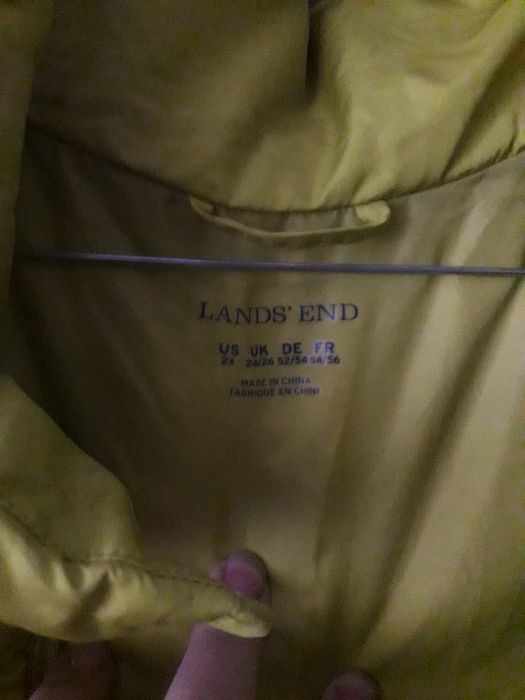 LANDS' END
US UK DE FR
2X 24/26 52/54 54/56
MADE IN CHINA
FABRIQUÉ EN CHINE